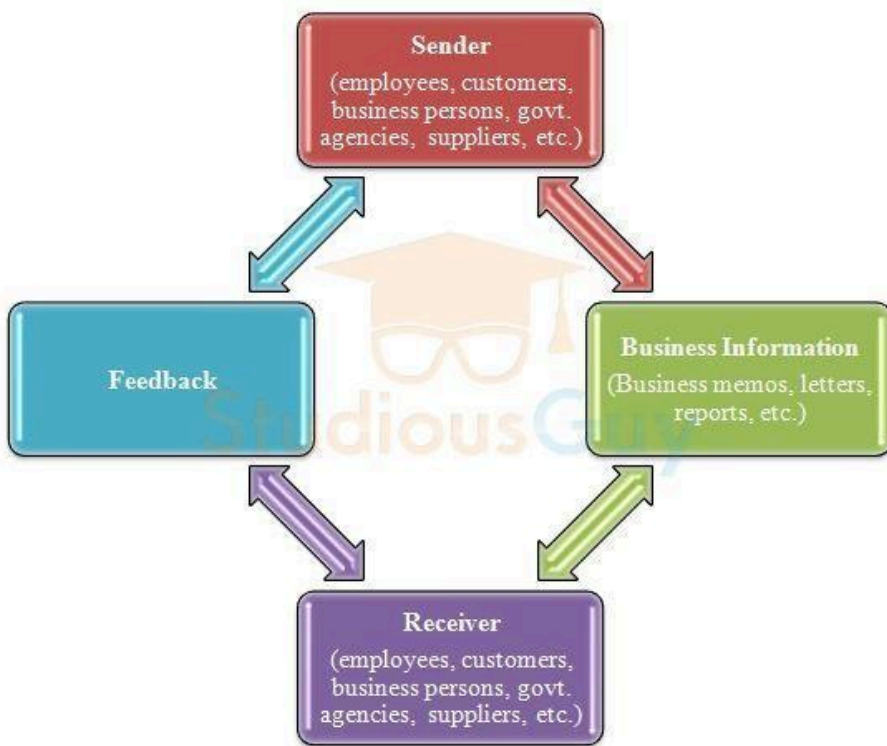 Sender
(employees, customers,
business persons, govt.
agencies, suppliers, etc.)
Feedback
Business Information
(Business memos, letters,
reports, etc.)
StudiousGuy
Receiver
(employees, customers,
business persons, govt.
agencies, suppliers, etc.)